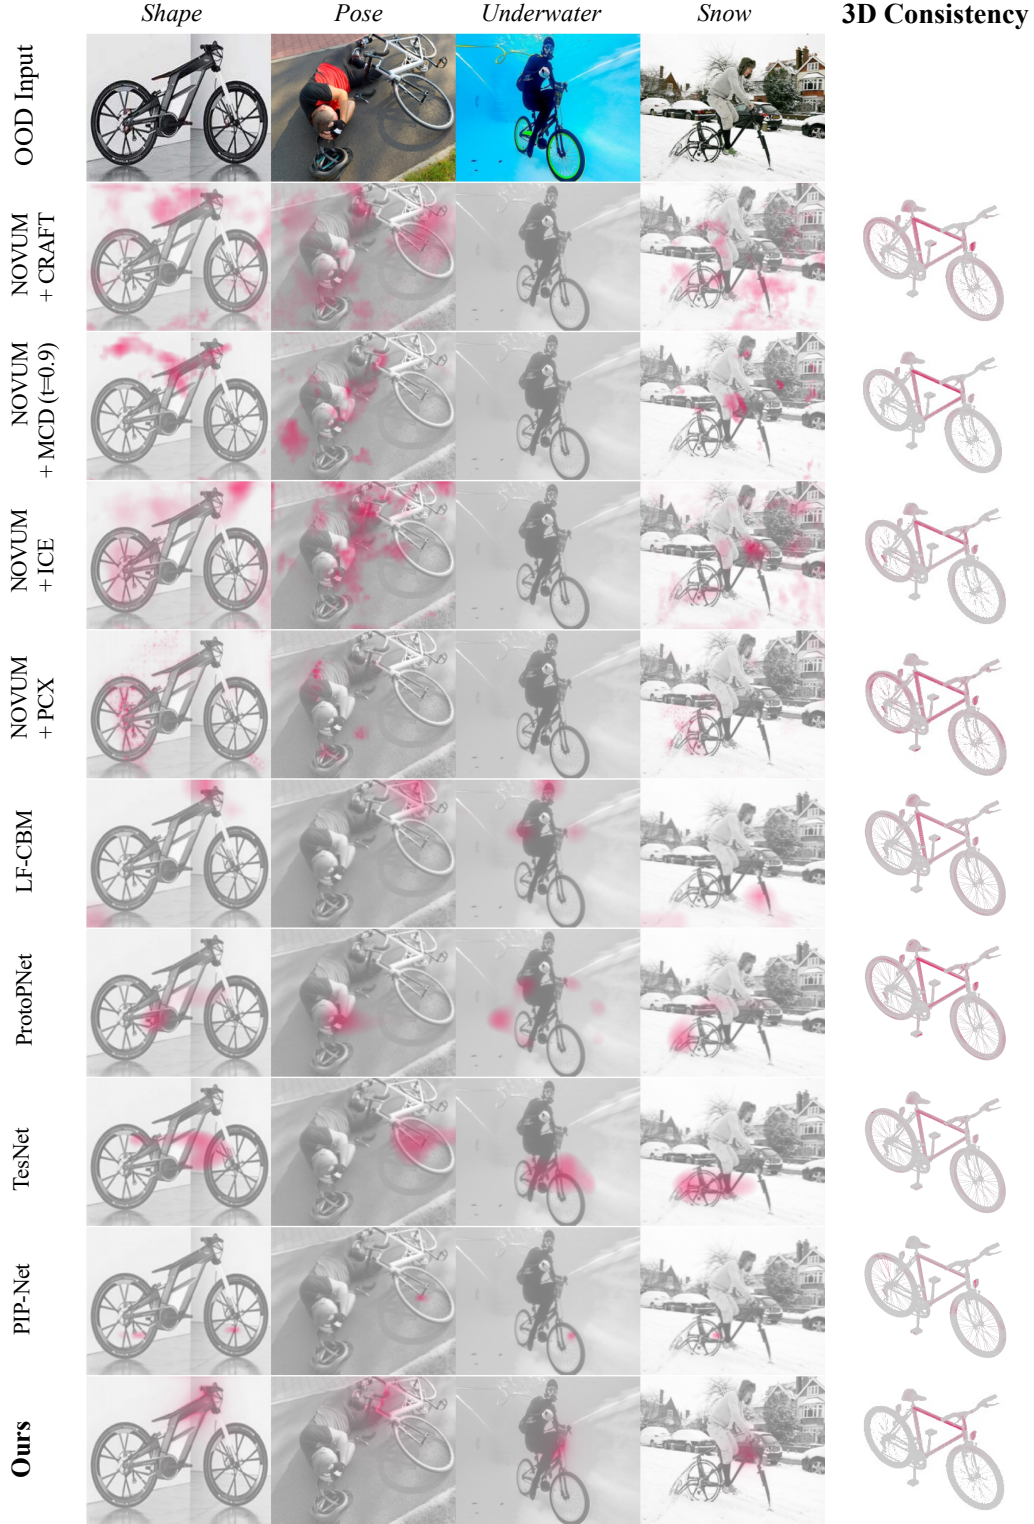 Shape Pose Underwater Snow 3D Consistency
OOD Input
NOVUM
+ CRAFT
NOVUM
+ MCD (t=0.9)
NOVUM
+ ICE
NOVUM
+ PCX
LF-CBM
ProtoPNet
TesNet
PIP-Net
Ours